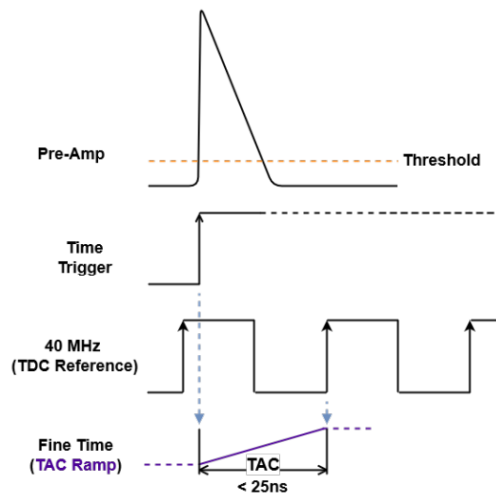 Pre-Amp
Threshold
Time
Trigger
40 MHz
(TDC Reference)
Fine Time
(TAC Ramp)
TAC
< 25ns